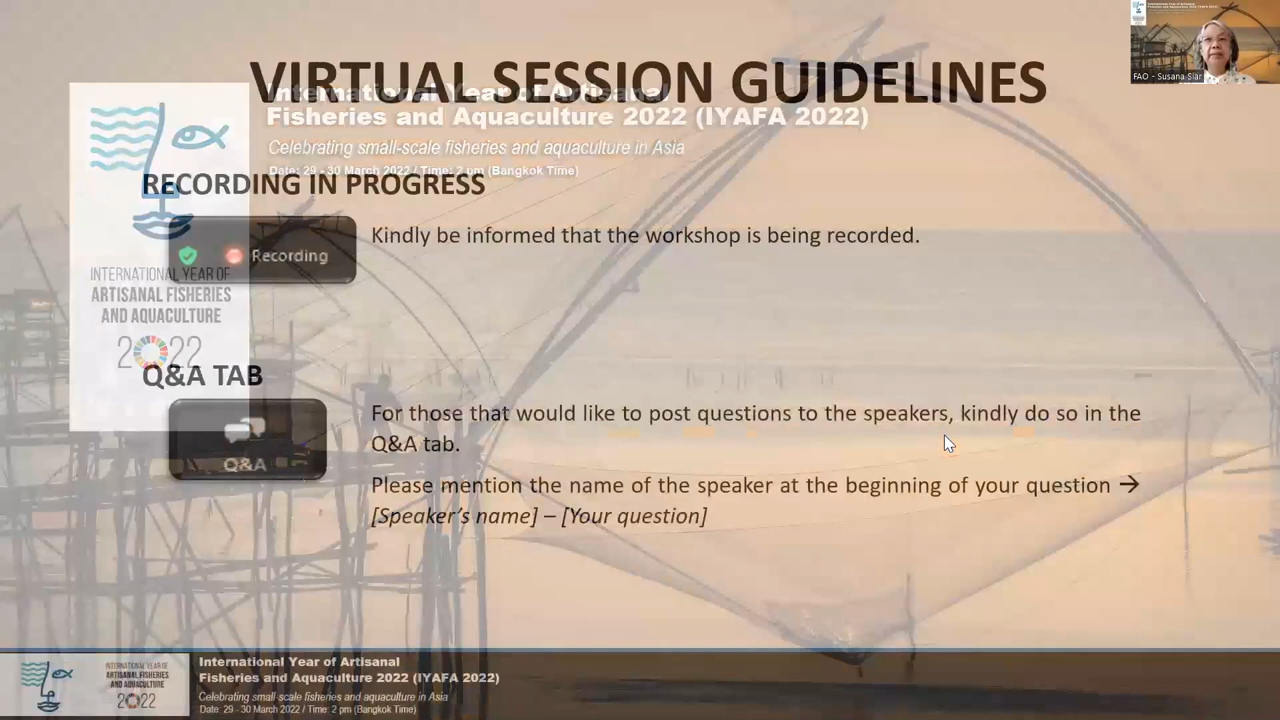 VIRTUAL SESSION GUIDELINES
International Year of Artisanal
Fisheries and Aquaculture 2022 (IYAFA 2022)
Celebrating small-scale fisheries and aquaculture in Asia
Date: 29 - 30 March 2022 / Time: 2 pm (Bangkok Time)
FAO - Susana Siar
RECORDING IN PROGRESS
Recording
Kindly be informed that the workshop is being recorded.
INTERNATIONAL YEAR OF
ARTISANAL FISHERIES
AND AQUACULTURE
2022
Q&A TAB
Q&A
For those that would like to post questions to the speakers, kindly do so in the
Q&A tab.
Please mention the name of the speaker at the beginning of your question →
[Speaker’s name] – [Your question]
INTERNATIONAL YEAR OF
ARTISANAL FISHERIES
AND AQUACULTURE
2022
International Year of Artisanal
Fisheries and Aquaculture 2022 (IYAFA 2022)
Celebrating small-scale fisheries and aquaculture in Asia
Date: 29 - 30 March 2022 / Time: 2 pm (Bangkok Time)